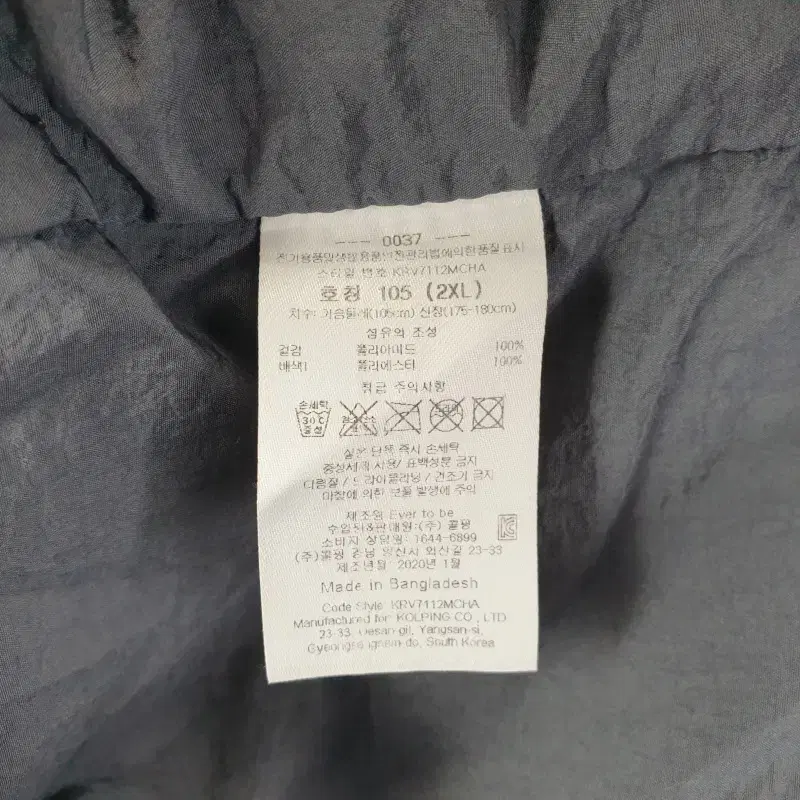 --- 0037 ---
전기용품및생활용품안전관리법에의한품질표시
스타일 번호 KRV7112MCHA
호칭 105 (2XL)
치수: 가슴둘레(105cm) 신장(175-180cm)
섬유의 조성
겉감 폴리아미드 100%
배색1 폴리에스터 100%
취급 주의사항
손세탁
30℃
중성
오염 단독 즉시 손세탁
중성세제 사용/ 표백성분 금지
다림질 / 드라이클리닝 / 건조기 금지
마찰에 의한 보풀 발생에 주의
제조원 Ever to be
수입원&판매원:(주) 콜핑
소비자 상담원: 1644-6899
(주)콜핑 경남 양산시 외산길 23-33
제조년월 2020년 1월
Made in Bangladesh
Code Style KRV7112MCHA
Manufactured for KOLPING CO., LTD
23-33, Oesan-gil, Yangsan-si,
Gyeongsangnam-do, South Korea